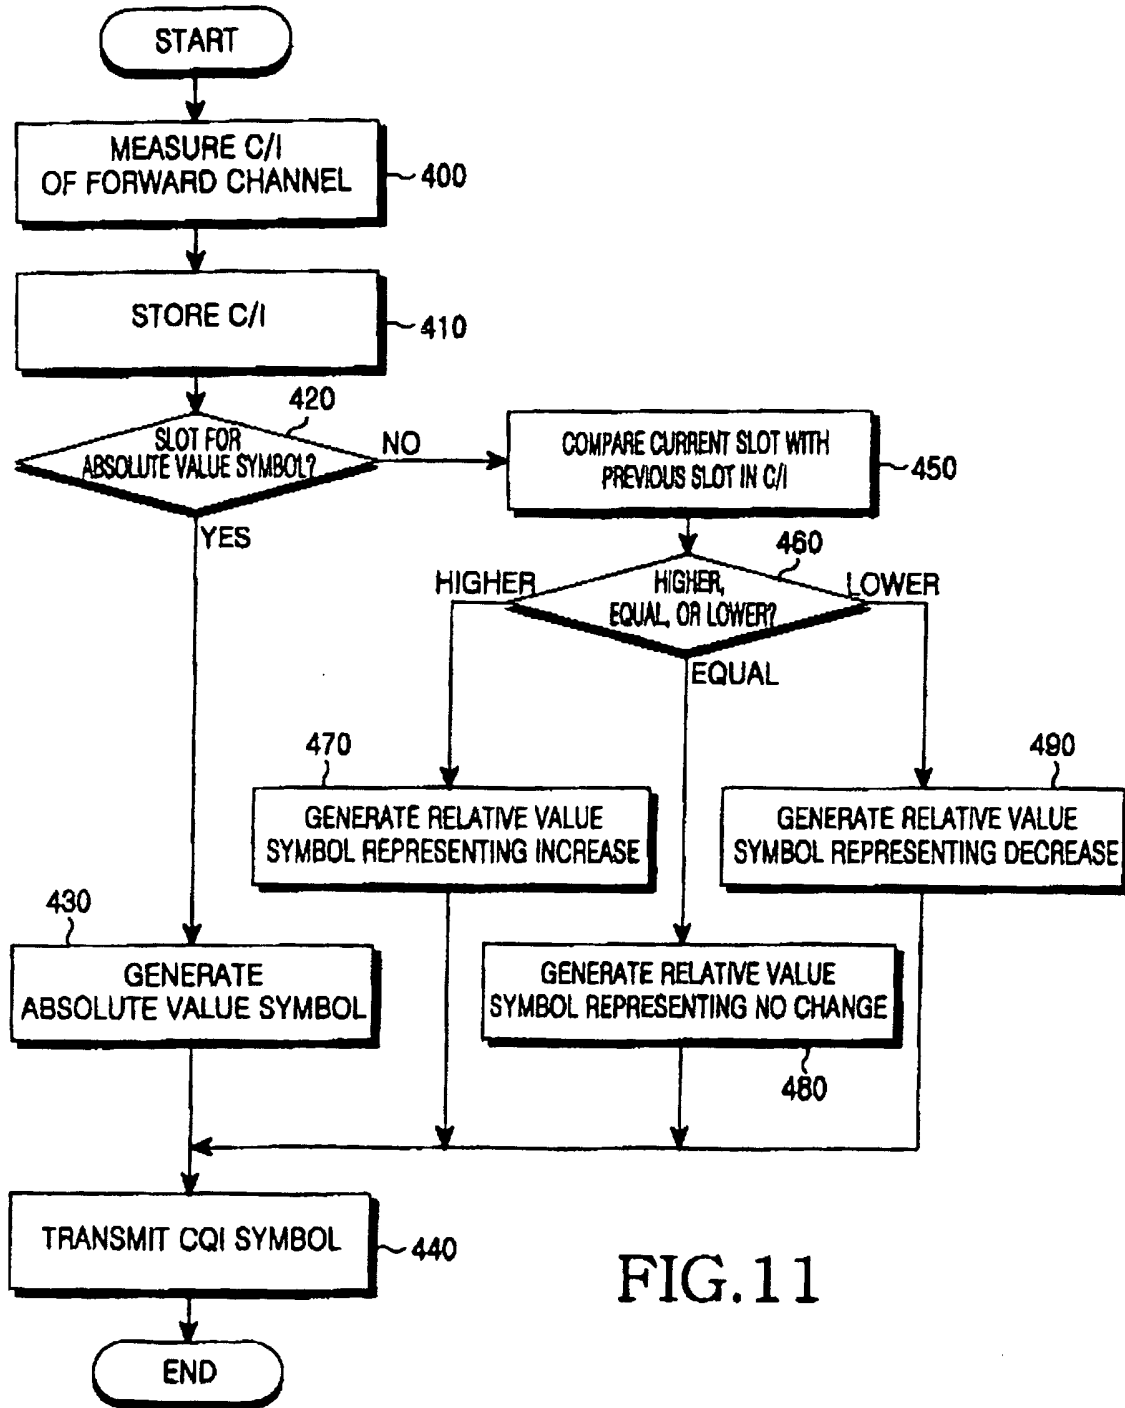 START
MEASURE C/I
OF FORWARD CHANNEL
400
STORE C/I
410
420
SLOT FOR
ABSOLUTE VALUE SYMBOL?
NO
YES
COMPARE CURRENT SLOT WITH
PREVIOUS SLOT IN C/I
450
460
HIGHER
HIGHER,
EQUAL, OR LOWER?
LOWER
EQUAL
470
GENERATE RELATIVE VALUE
SYMBOL REPRESENTING INCREASE
490
GENERATE RELATIVE VALUE
SYMBOL REPRESENTING DECREASE
430
GENERATE
ABSOLUTE VALUE SYMBOL
GENERATE RELATIVE VALUE
SYMBOL REPRESENTING NO CHANGE
480
TRANSMIT CQI SYMBOL
440
FIG.11
END